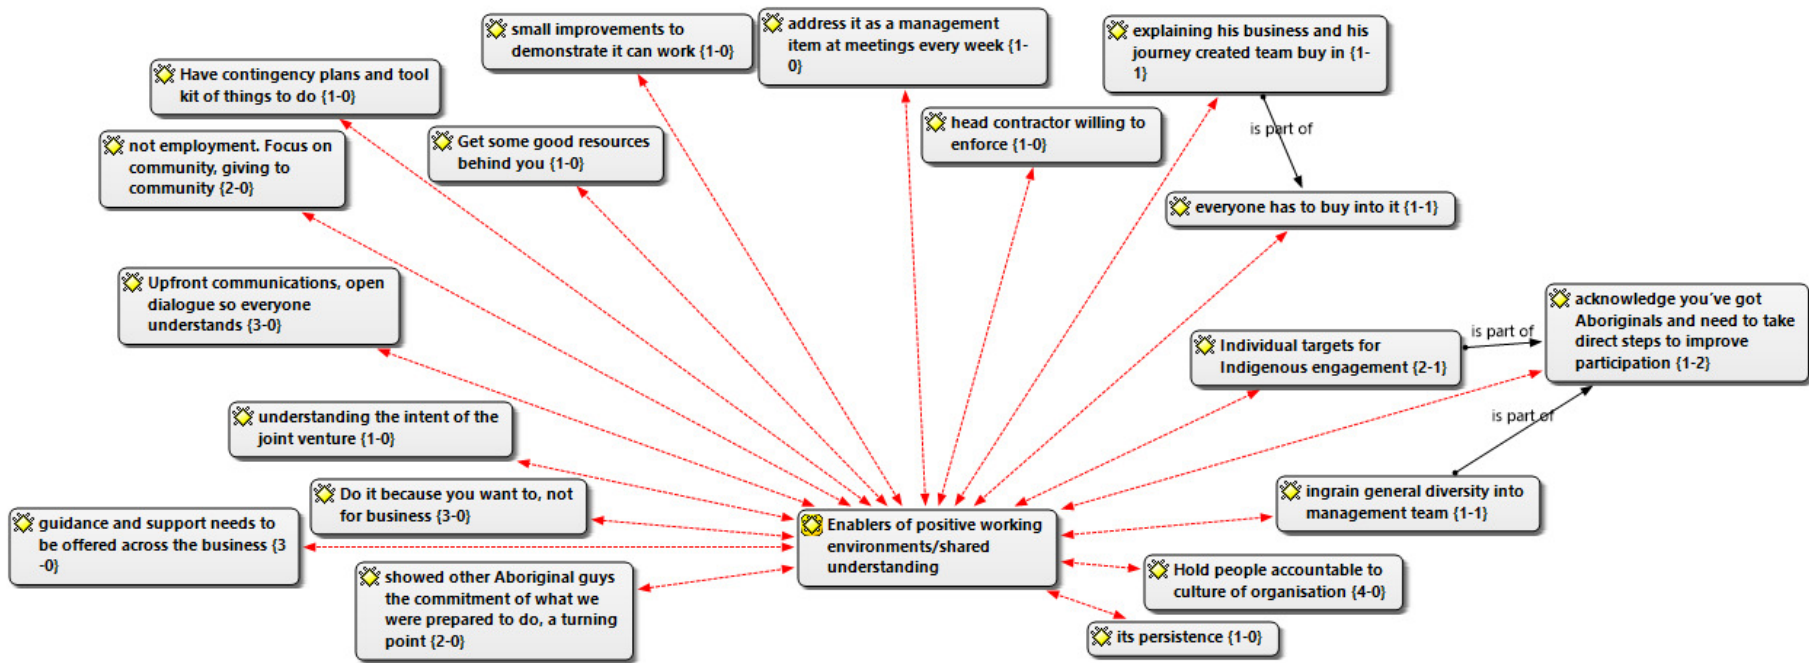 small improvements to
demonstrate it can work {1-0}
address it as a management
item at meetings every week {1-
0}
explaining his business and his
journey created team buy in {1-
1}
Have contingency plans and tool
kit of things to do {1-0}
not employment. Focus on
community, giving to
community {2-0}
Get some good resources
behind you {1-0}
head contractor willing to
enforce {1-0}
is part of
everyone has to buy into it {1-1}
Upfront communications, open
dialogue so everyone
understands {3-0}
acknowledge you've got
Aboriginals and need to take
direct steps to improve
participation {1-2}
is part of
Individual targets for
Indigenous engagement {2-1}
is part of
understanding the intent of the
joint venture {1-0}
Do it because you want to, not
for business {3-0}
ingrain general diversity into
management team {1-1}
guidance and support needs to
be offered across the business {3
-0}
Enablers of positive working
environments/shared
understanding
showed other Aboriginal guys
the commitment of what we
were prepared to do, a turning
point {2-0}
Hold people accountable to
culture of organisation {4-0}
its persistence {1-0}